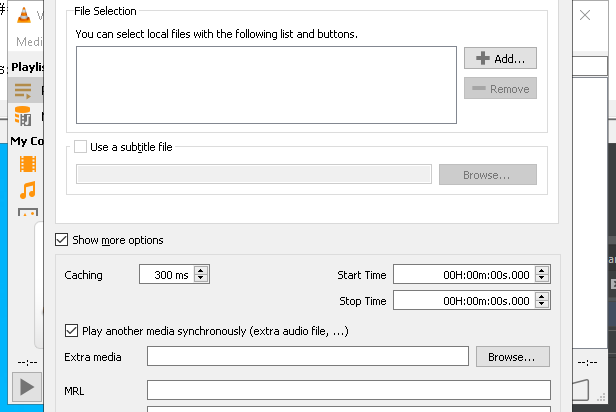 ##
V
File Selection
Medi
You can select local files with the following list and buttons.
Playlis
Add...
Remove
My Co
Use a subtitle file
Browse...
Show more options
Caching
300 ms
Start Time
00H:00m:00s.000
Stop Time
00H:00m:00s.000
Play another media synchronously (extra audio file, ...)
--:--
Extra media
Browse...
--:--
MRL